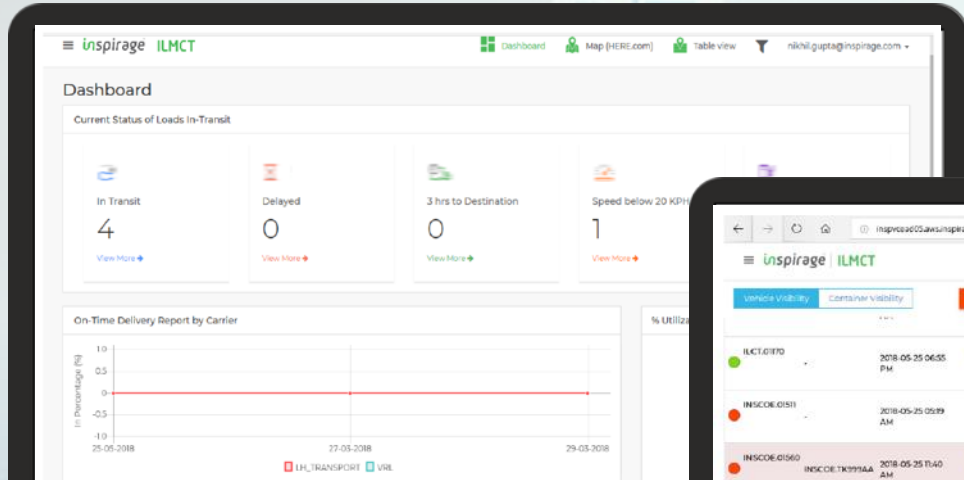 inspirage ILMCT
Dashboard
Map (HERE.com)
Table view
nikhil.gupta@inspirage.com
Dashboard
Current Status of Loads In-Transit
In Transit
4
View More
Delayed
0
View More
3 hrs to Destination
0
View More
Speed below 20 KPH
1
View More
On-Time Delivery Report by Carrier
In Percentage (%)
1.0
0.5
0
-0.5
-1.0
25-05-2018
27-03-2018
29-03-2018
LH_TRANSPORT
VRL
% Utiliza
inspirage ILMCT
Vehicle Visibility
Container Visibility
ILCT.01170
-
2018-05-25 06:55
PM
INSCOE.01511
-
2018-05-25 05:19
AM
INSCOE.01560
INSCOE.TK999AA
2018-05-25 11:40
AM